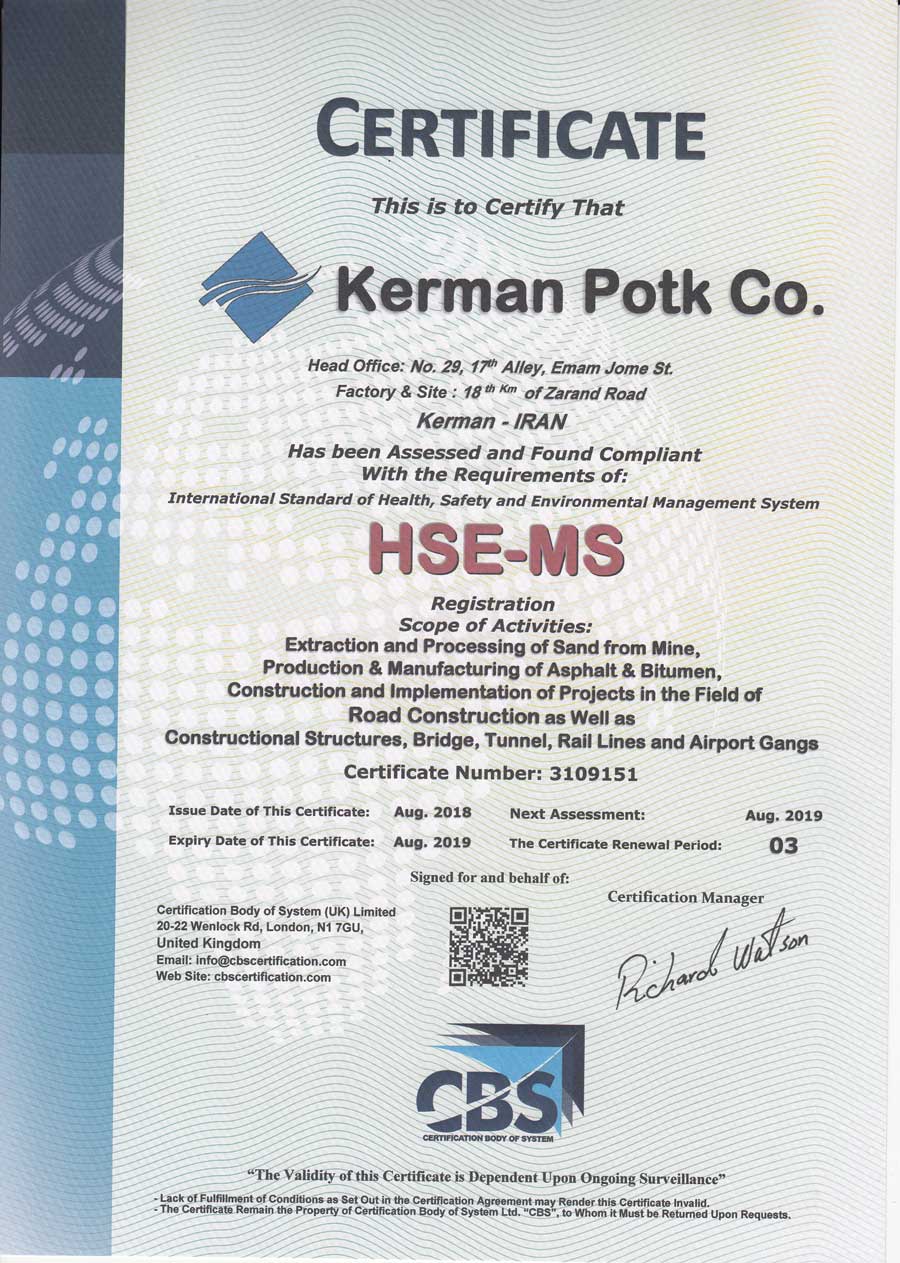 CERTIFICATE
This is to Certify That
Kerman Potk Co.
Head Office: No. 29, 17th Alley, Emam Jome St.
Factory & Site : 18th Km of Zarand Road
Kerman - IRAN
Has been Assessed and Found Compliant
With the Requirements of:
International Standard of Health, Safety and Environmental Management System
HSE-MS
Registration
Scope of Activities:
Extraction and Processing of Sand from Mine,
Production & Manufacturing of Asphalt & Bitumen,
Construction and Implementation of Projects in the Field of
Road Construction as Well as
Constructional Structures, Bridge, Tunnel, Rail Lines and Airport Gangs
Certificate Number: 3109151
Issue Date of This Certificate: Aug. 2018 Next Assessment: Aug. 2019
Expiry Date of This Certificate: Aug. 2019 The Certificate Renewal Period: 03
Signed for and behalf of:
Certification Manager
Certification Body of System (UK) Limited
20-22 Wenlock Rd, London, N1 7GU,
United Kingdom
Email: info@cbscertification.com
Web Site: cbscertification.com
Richard Watson
CBS
CERTIFICATION BODY OF SYSTEM
“The Validity of this Certificate is Dependent Upon Ongoing Surveillance”
- Lack of Fulfillment of Conditions as Set Out in the Certification Agreement may Render this Certificate Invalid.
- The Certificate Remain the Property of Certification Body of System Ltd. “CBS”, to Whom it Must be Returned Upon Requests.